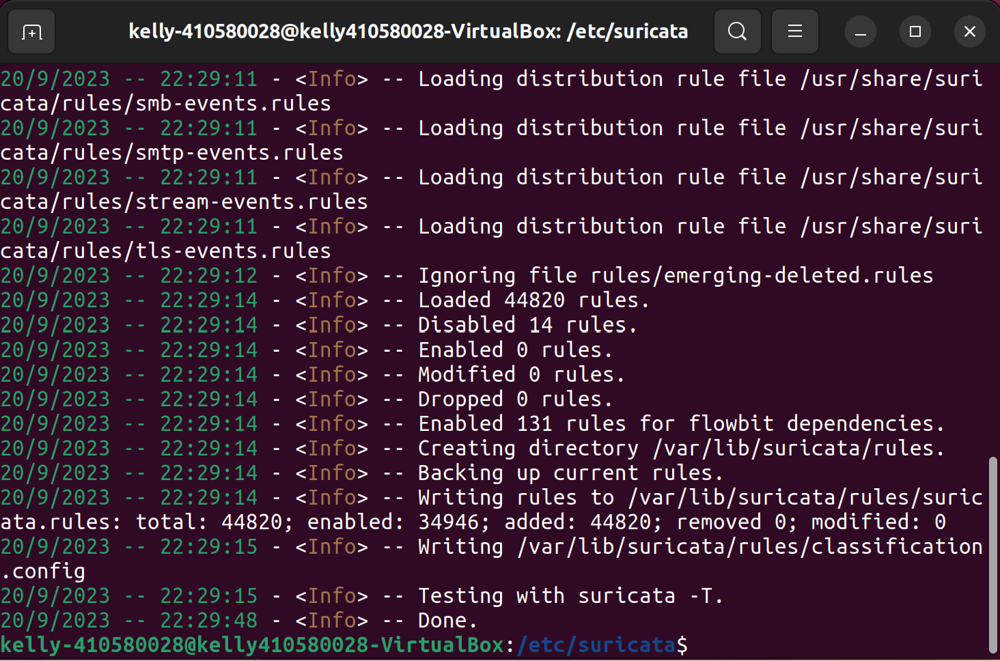 kelly-410580028@kelly410580028-VirtualBox: /etc/suricata
20/9/2023 -- 22:29:11 - <Info> -- Loading distribution rule file /usr/share/suri
cata/rules/smb-events.rules
20/9/2023 -- 22:29:11 - <Info> -- Loading distribution rule file /usr/share/suri
cata/rules/smtp-events.rules
20/9/2023 -- 22:29:11 - <Info> -- Loading distribution rule file /usr/share/suri
cata/rules/stream-events.rules
20/9/2023 -- 22:29:11 - <Info> -- Loading distribution rule file /usr/share/suri
cata/rules/tls-events.rules
20/9/2023 -- 22:29:12 - <Info> -- Ignoring file rules/emerging-deleted.rules
20/9/2023 -- 22:29:14 - <Info> -- Loaded 44820 rules.
20/9/2023 -- 22:29:14 - <Info> -- Disabled 14 rules.
20/9/2023 -- 22:29:14 - <Info> -- Enabled 0 rules.
20/9/2023 -- 22:29:14 - <Info> -- Modified 0 rules.
20/9/2023 -- 22:29:14 - <Info> -- Dropped 0 rules.
20/9/2023 -- 22:29:14 - <Info> -- Enabled 131 rules for flowbit dependencies.
20/9/2023 -- 22:29:14 - <Info> -- Creating directory /var/lib/suricata/rules.
20/9/2023 -- 22:29:14 - <Info> -- Backing up current rules.
20/9/2023 -- 22:29:14 - <Info> -- Writing rules to /var/lib/suricata/rules/suric
ata.rules: total: 44820; enabled: 34946; added: 44820; removed 0; modified: 0
20/9/2023 -- 22:29:15 - <Info> -- Writing /var/lib/suricata/rules/classification
.config
20/9/2023 -- 22:29:15 - <Info> -- Testing with suricata -T.
20/9/2023 -- 22:29:48 - <Info> -- Done.
kelly-410580028@kelly410580028-VirtualBox:/etc/suricata$